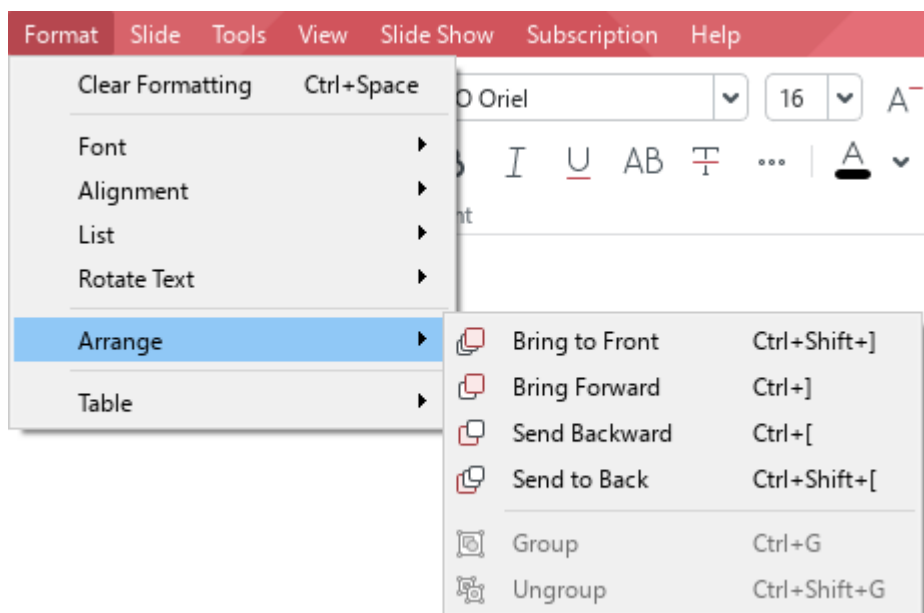 Format Slide Tools View Slide Show Subscription Help
Clear Formatting Ctrl+Space
O Oriel 16 A
I U AB T A
Font
Alignment
List
Rotate Text
Arrange
Table
Bring to Front Ctrl+Shift+]
Bring Forward Ctrl+]
Send Backward Ctrl+[
Send to Back Ctrl+Shift+[
Group Ctrl+G
Ungroup Ctrl+Shift+G